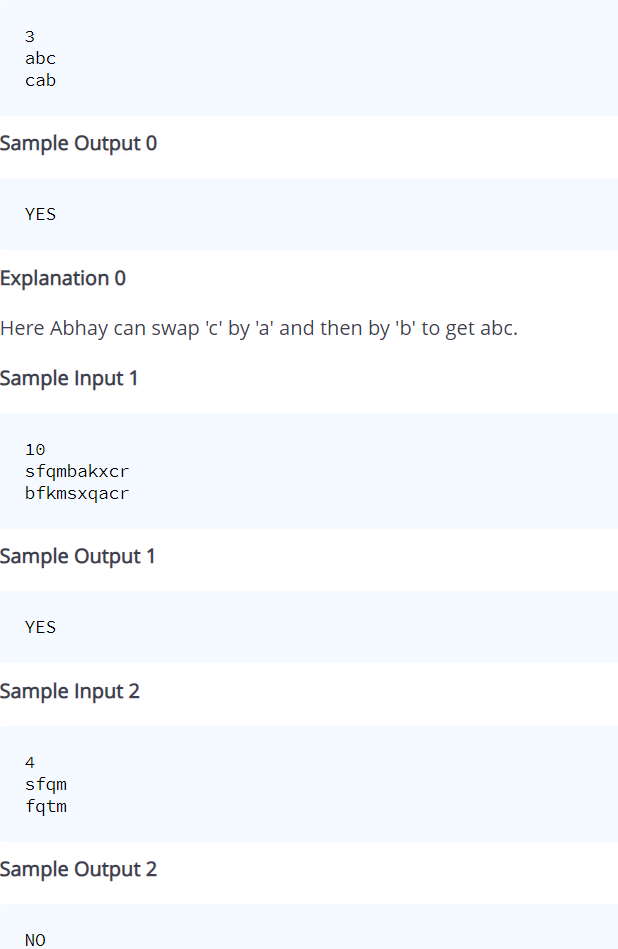 3
abc
cab
Sample Output 0
YES
Explanation 0
Here Abhay can swap 'c' by 'a' and then by 'b' to get abc.
Sample Input 1
10
sfqmbakxcr
bfkmsxqacr
Sample Output 1
YES
Sample Input 2
4
sfqm
fqtm
Sample Output 2
NO